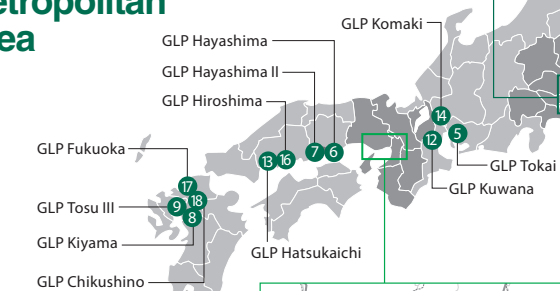 etropolitan
ea
GLP Komaki
GLP Hayashima
GLP Hayashima II
GLP Hiroshima
14
5
12
7
6
13
16
GLP Fukuoka
GLP Tokai
GLP Kuwana
17
18
9
8
GLP Tosu III
GLP Kiyama
GLP Hatsukaichi
GLP Chikushino